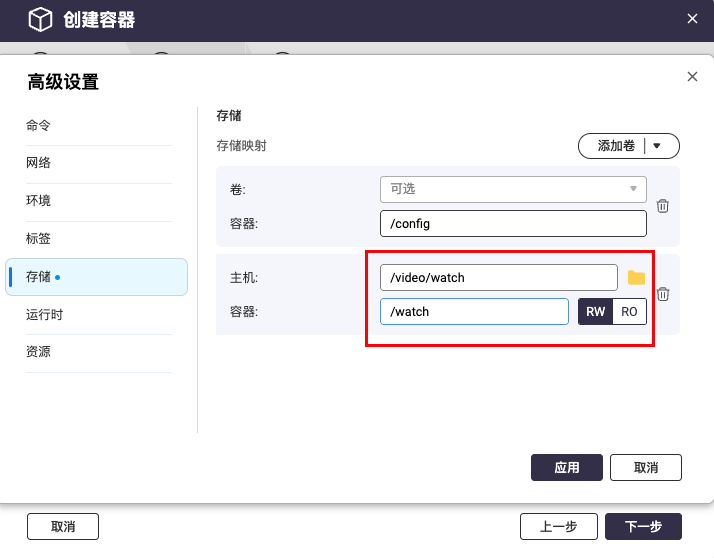 创建容器
高级设置
命令
网络
环境
标签
存储
运行时
资源
存储
存储映射
添加卷
卷:
可选
容器:
/config
主机:
/video/watch
容器:
/watch
RW
RO
应用
取消
取消
上一步
下一步